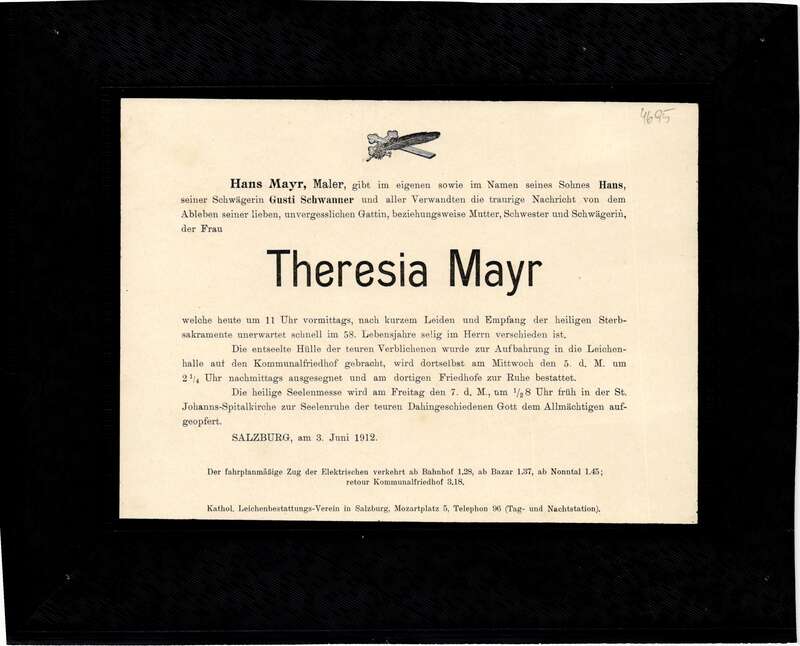 4695
Hans Mayr, Maler, gibt im eigenen sowie im Namen seines Sohnes Hans,
seiner Schwägerin Gusti Schwanner und aller Verwandten die traurige Nachricht von dem
Ableben seiner lieben, unvergesslichen Gattin, beziehungsweise Mutter, Schwester und Schwägerin,
der Frau
Theresia Mayr
welche heute um 11 Uhr vormittags, nach kurzem Leiden und Empfang der heiligen Sterb-
sakramente unerwartet schnell im 58. Lebensjahre selig im Herrn verschieden ist.
Die entseelte Hülle der teuren Verblichenen wurde zur Aufbahrung in die Leichen-
halle auf den Kommunalfriedhof gebracht, wird dortselbst am Mittwoch den 5. d. M. um
2 1/4 Uhr nachmittags ausgesegnet und am dortigen Friedhofe zur Ruhe bestattet.
Die heilige Seelenmesse wird am Freitag den 7. d. M., um 1/2 8 Uhr früh in der St.
Johanns-Spitalkirche zur Seelenruhe der teuren Dahingeschiedenen Gott dem Allmächtigen auf-
geopfert.
SALZBURG, am 3. Juni 1912.
Der fahrplanmäßige Zug der Elektrischen verkehrt ab Bahnhof 1,28, ab Bazar 1.37, ab Nonntal 1.45;
retour Kommunalfriedhof 3,18.
Kathol. Leichenbestattungs-Verein in Salzburg, Mozartplatz 5, Telephon 96 (Tag- und Nachtstation).